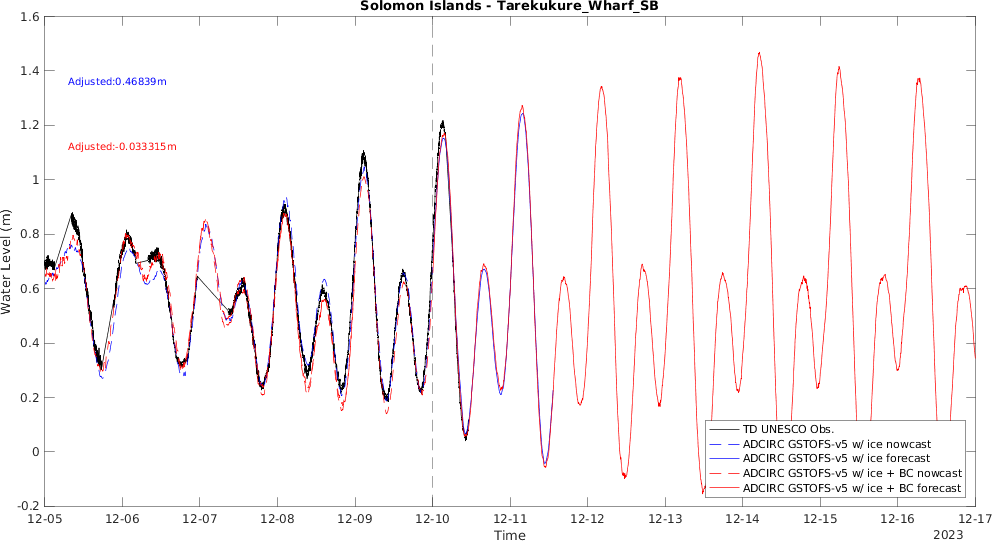 Solomon Islands - Tarekukure_Wharf_SB
1.6
1.4
1.2
1
0.8
0.6
0.4
0.2
0
-0.2
Water Level (m)
Adjusted:0.46839m
Adjusted:-0.033315m
TD UNESCO Obs.
ADCIRC GSTOFS-v5 w/ ice nowcast
ADCIRC GSTOFS-v5 w/ ice forecast
ADCIRC GSTOFS-v5 w/ ice + BC nowcast
ADCIRC GSTOFS-v5 w/ ice + BC forecast
12-05 12-06 12-07 12-08 12-09 12-10 12-11 12-12 12-13 12-14 12-15 12-16 12-17
Time
2023